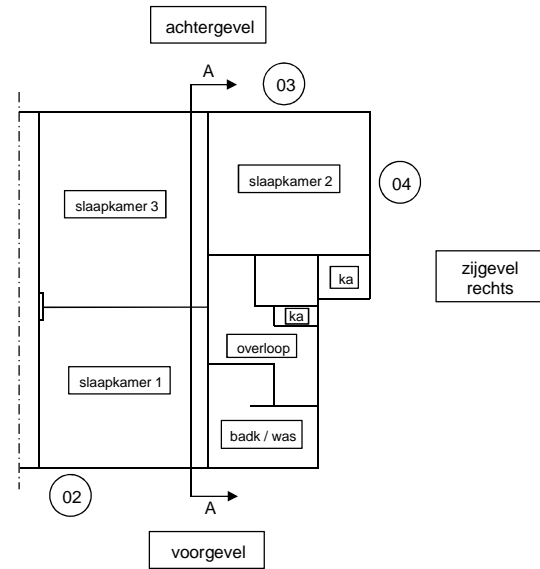 achtergevel
A
03
slaapkamer 2
04
slaapkamer 3
ka
zijgevel
rechts
ka
overloop
slaapkamer 1
badk / was
02
A
voorgevel